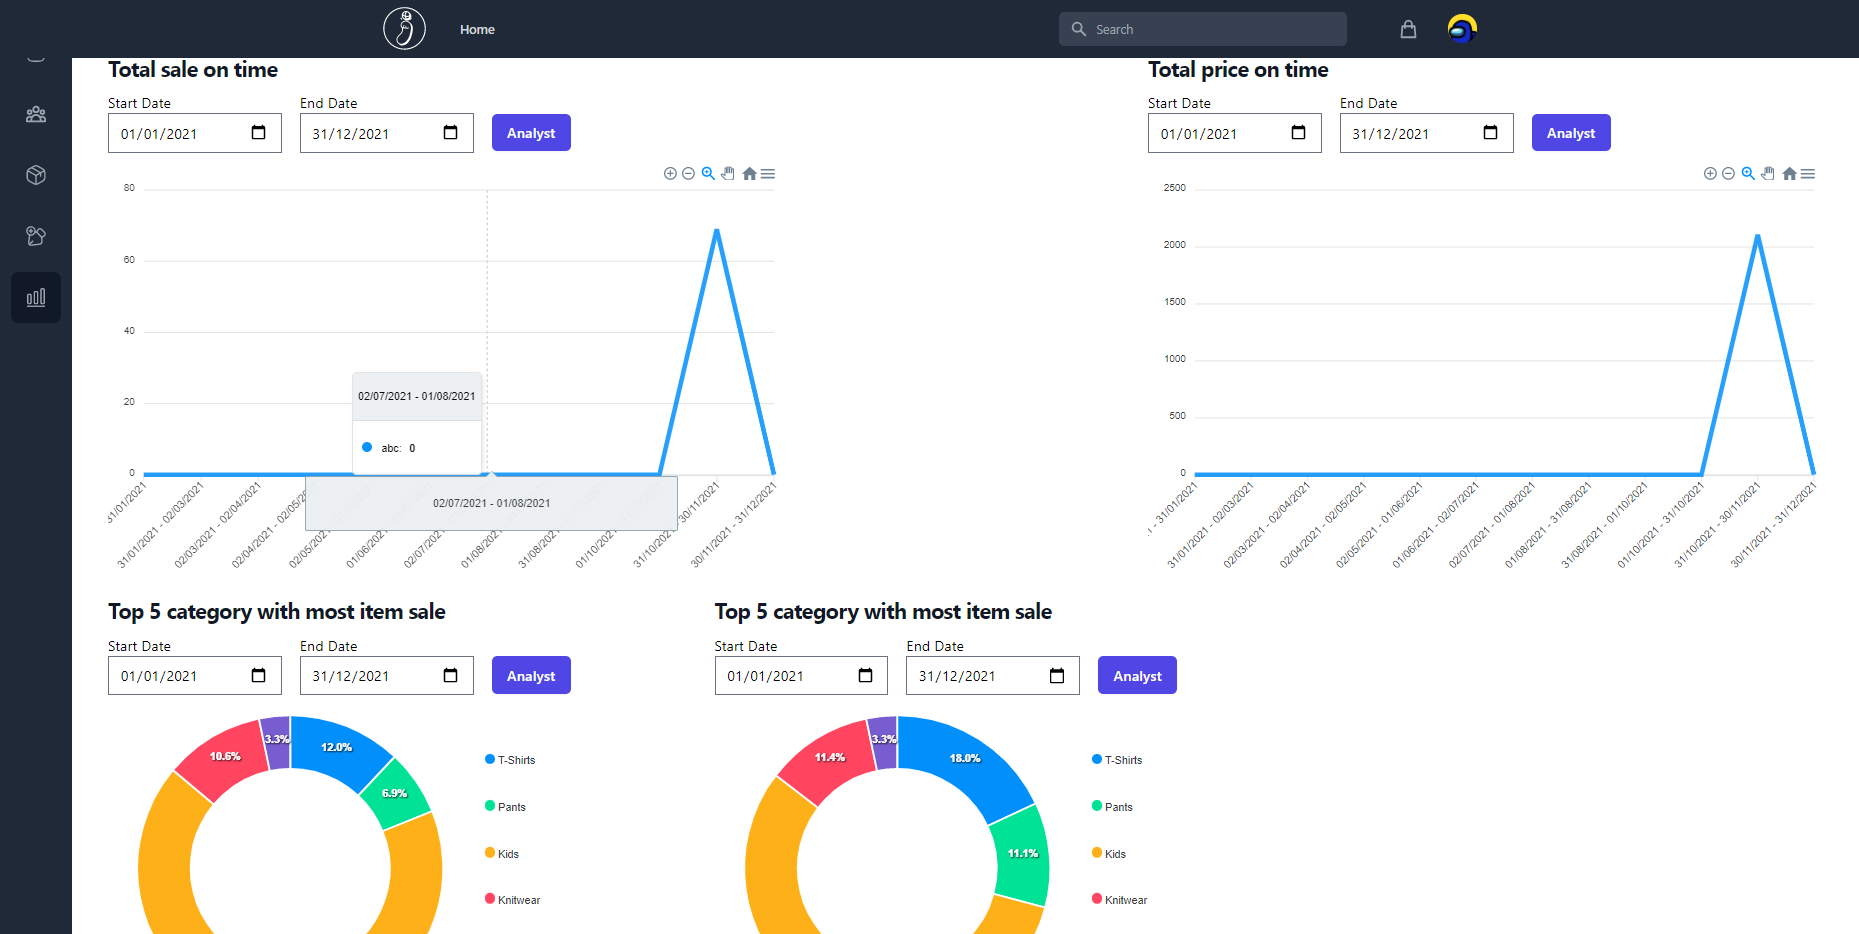 Home
Search
Total sale on time
Start Date
End Date
01/01/2021
31/12/2021
Analyst
80
60
40
20
0
02/07/2021 - 01/08/2021
abc: 0
02/07/2021 - 01/08/2021
31/01/2021
31/01/2021 - 02/03/2021
02/03/2021 - 02/04/2021
02/04/2021 - 02/05/20
02/05/2021
01/06/2021
02/07/2021
01/08/2021
31/08/2021
01/10/2021
31/10/2021
30/11/2021
30/11/2021 - 31/12/2021
Total price on time
Start Date
End Date
01/01/2021
31/12/2021
Analyst
2500
2000
1500
1000
500
0
- 31/01/2021
31/01/2021 - 02/03/2021
02/03/2021 - 02/04/2021
02/04/2021 - 02/05/2021
02/05/2021 - 01/06/2021
01/06/2021 - 02/07/2021
02/07/2021 - 01/08/2021
01/08/2021 - 31/08/2021
31/08/2021 - 01/10/2021
01/10/2021 - 31/10/2021
31/10/2021 - 30/11/2021
30/11/2021 - 31/12/2021
Top 5 category with most item sale
Start Date
End Date
01/01/2021
31/12/2021
Analyst
3.3%
12.0%
10.6%
6.9%
T-Shirts
Pants
Kids
Knitwear
Top 5 category with most item sale
Start Date
End Date
01/01/2021
31/12/2021
Analyst
3.3%
18.0%
11.4%
11.1%
T-Shirts
Pants
Kids
Knitwear